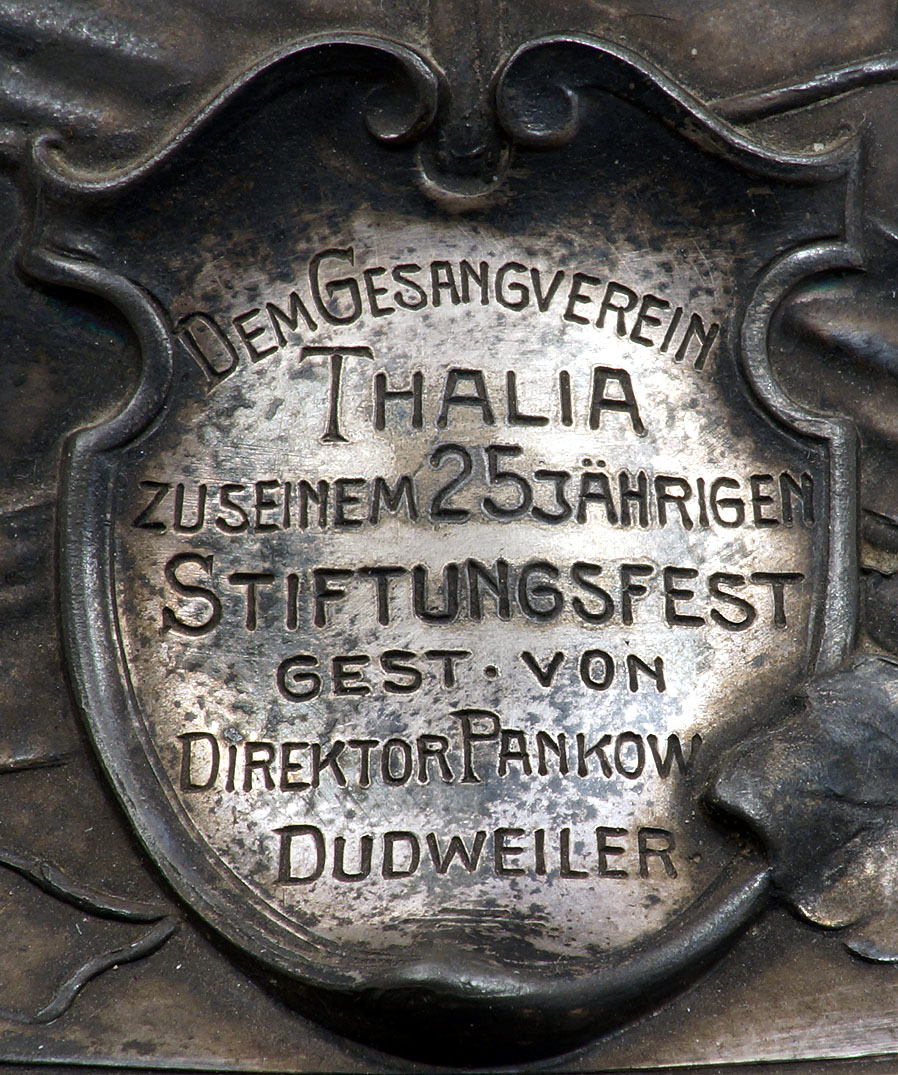 DEM GESANGVEREIN
THALIA
ZU SEINEM 25 JÄHRIGEN
STIFTUNGSFEST
GEST. VON
DIREKTOR PANKOW
DUDWEILER